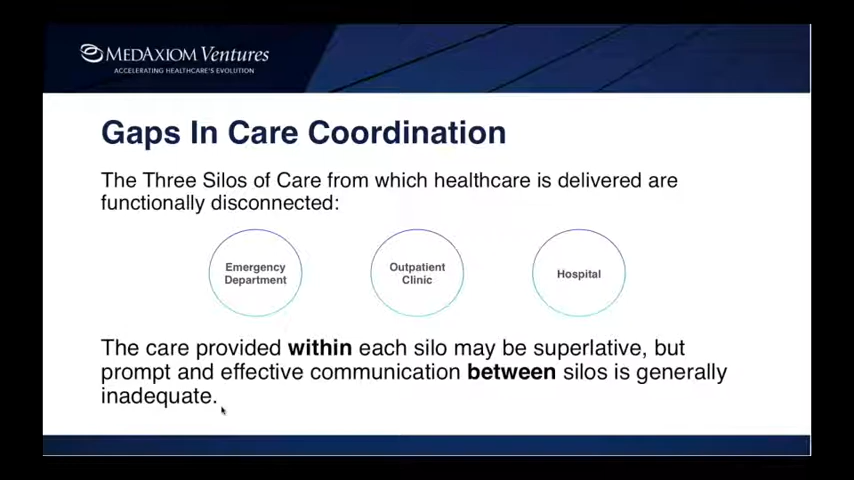 MEDAXIOM Ventures
ACCELERATING HEALTHCARE'S EVOLUTION
Gaps In Care Coordination
The Three Silos of Care from which healthcare is delivered are
functionally disconnected:
Emergency
Department
Outpatient
Clinic
Hospital
The care provided within each silo may be superlative, but
prompt and effective communication between silos is generally
inadequate.